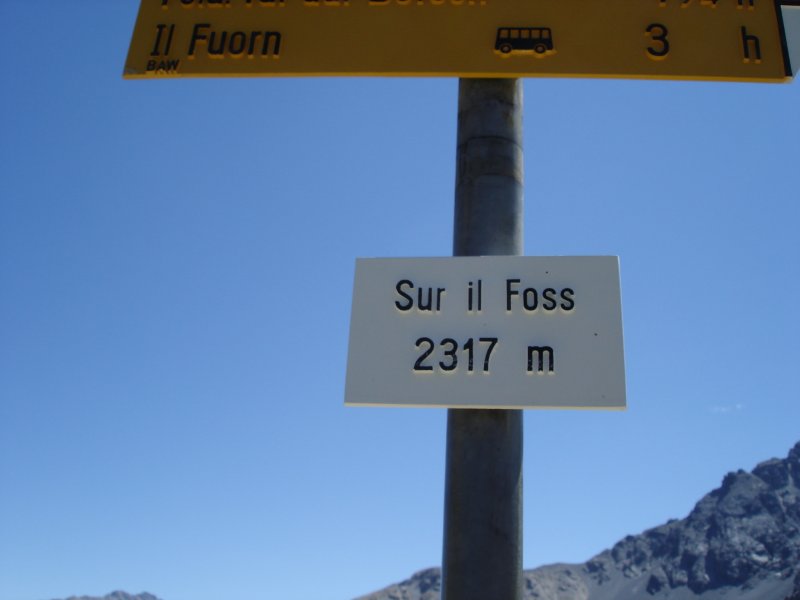 Il Fuorn 3 h
BAW
Sur il Foss
2317 m